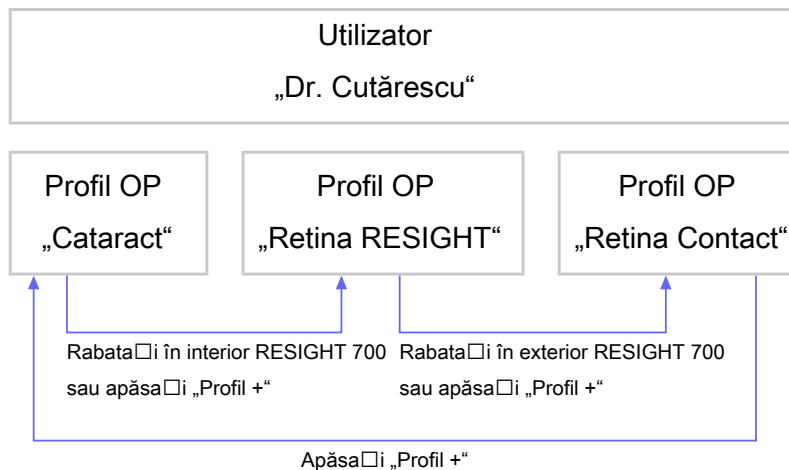 Utilizator
„Dr. Cutărescu“
Profil OP
„Cataract“
Profil OP
„Retina RESIGHT“
Profil OP
„Retina Contact“
Rabata□i în interior RESIGHT 700
sau apăsa□i „Profil +“
Rabata□i în exterior RESIGHT 700
sau apăsa□i „Profil +“
Apăsa□i „Profil +“